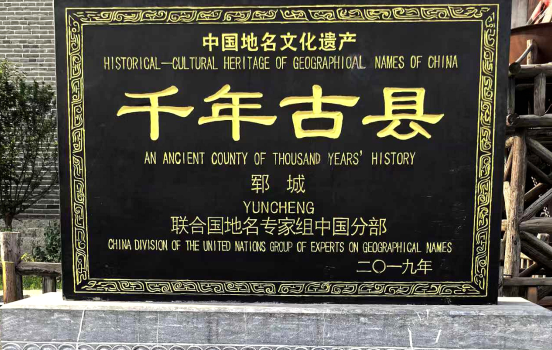 中国地名文化遗产
HISTORICAL—CULTURAL HERITAGE OF GEOGRAPHICAL NAMES OF CHINA
千年古县
AN ANCIENT COUNTY OF THOUSAND YEARS' HISTORY
郓城
YUNCHENG
联合国地名专家组中国分部
CHINA DIVISION OF THE UNITED NATIONS GROUP OF EXPERTS ON GEOGRAPHICAL NAMES
二〇一九年